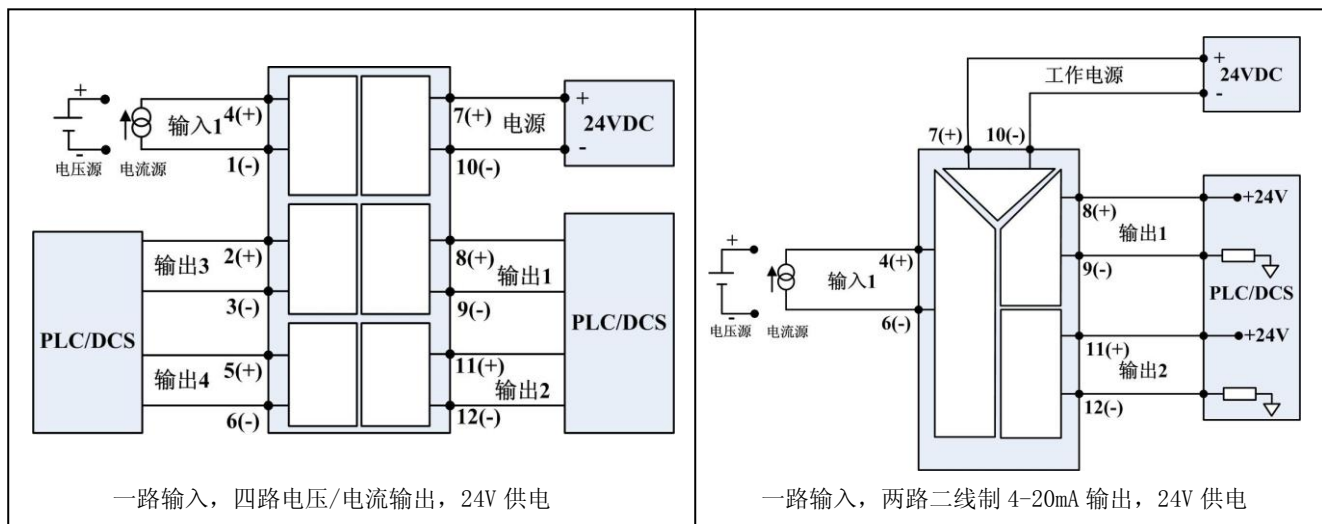 +
-
电压源
电流源
输入1
4(+)
1(-)
7(+)
电源
10(-)
+
24VDC
-
PLC/DCS
输出3
2(+)
3(-)
输出4
5(+)
6(-)
8(+)
输出1
9(-)
11(+)
输出2
12(-)
PLC/DCS
一路输入，四路电压/电流输出，24V 供电
工作电源
+
24VDC
-
7(+)
10(-)
+
-
电压源
电流源
4(+)
输入1
6(-)
8(+)
输出1
9(-)
11(+)
输出2
12(-)
+24V
PLC/DCS
+24V
一路输入，两路二线制 4-20mA 输出，24V 供电